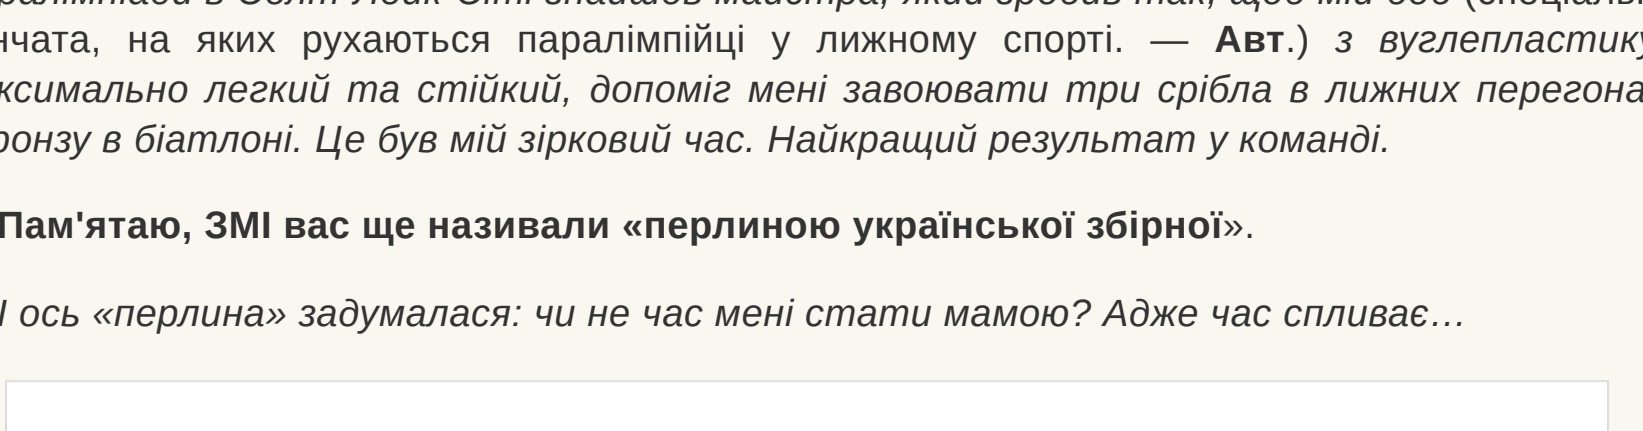 нчата, на яких рухаються паралімпійці у лижному спорті. — Авт.) з вуглепластику
ксимально легкий та стійкий, допоміг мені завоювати три срібла в лижних перегона
ронзу в біатлоні. Це був мій зірковий час. Найкращий результат у команді.
Пам'ятаю, ЗМІ вас ще називали «перлиною української збірної».
І ось «перлина» задумалася: чи не час мені стати мамою? Адже час спливає…